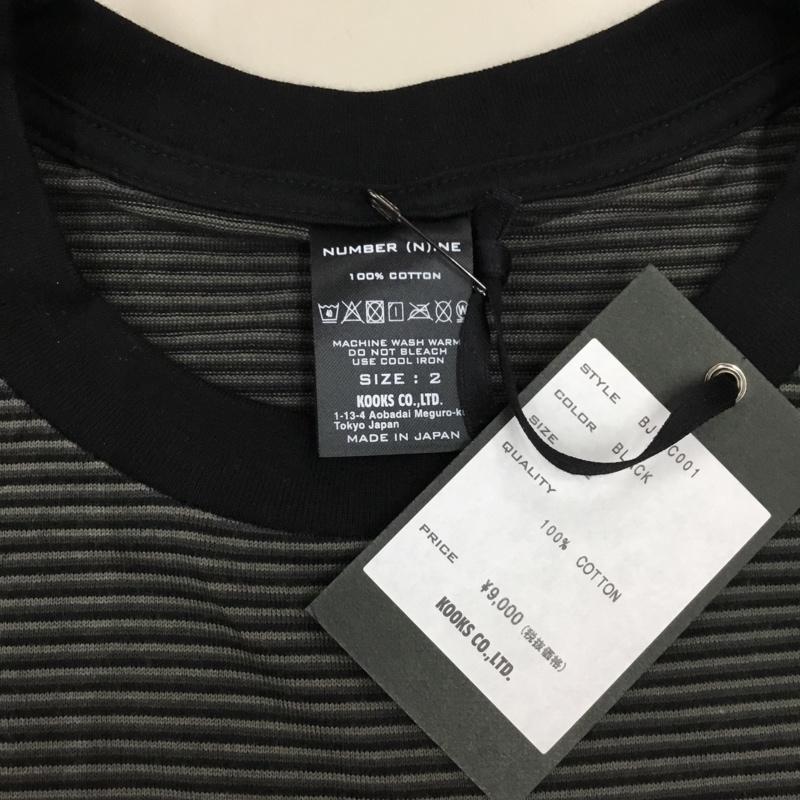 NUMBER (N)INE
100% COTTON
40
MACHINE WASH WARM
DO NOT BLEACH
USE COOL IRON
SIZE : 2
KOOKS CO.,LTD.
1-13-4 Aobadai
Tokyo Japan
MADE IN JAPAN
STYLE
COLOR BLACK
SIZE
QUALITY
100% COTTON
PRICE
¥9,000 (税抜価格)
KOOKS CO.,LTD.